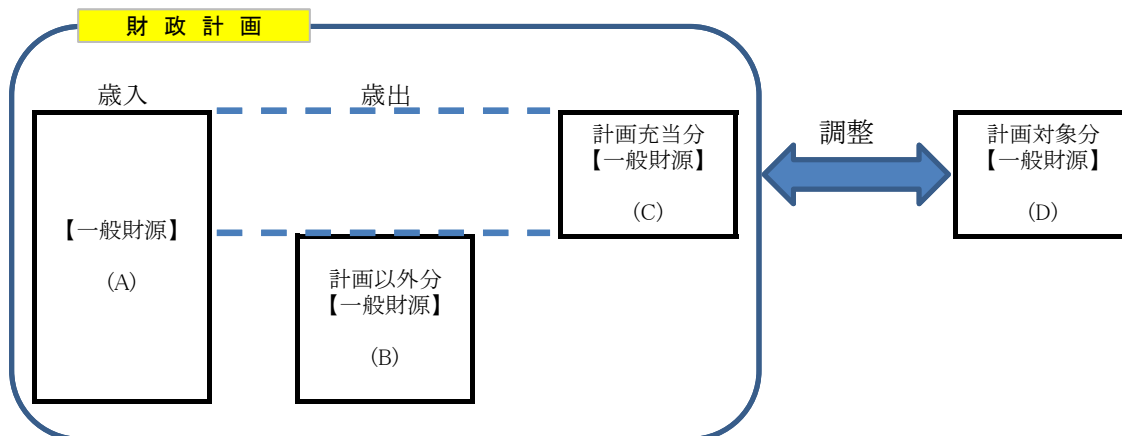 財政計画
歳入
歳出
【一般財源】
(A)
計画以外分
【一般財源】
(B)
計画充当分
【一般財源】
(C)
調整
計画対象分
【一般財源】
(D)